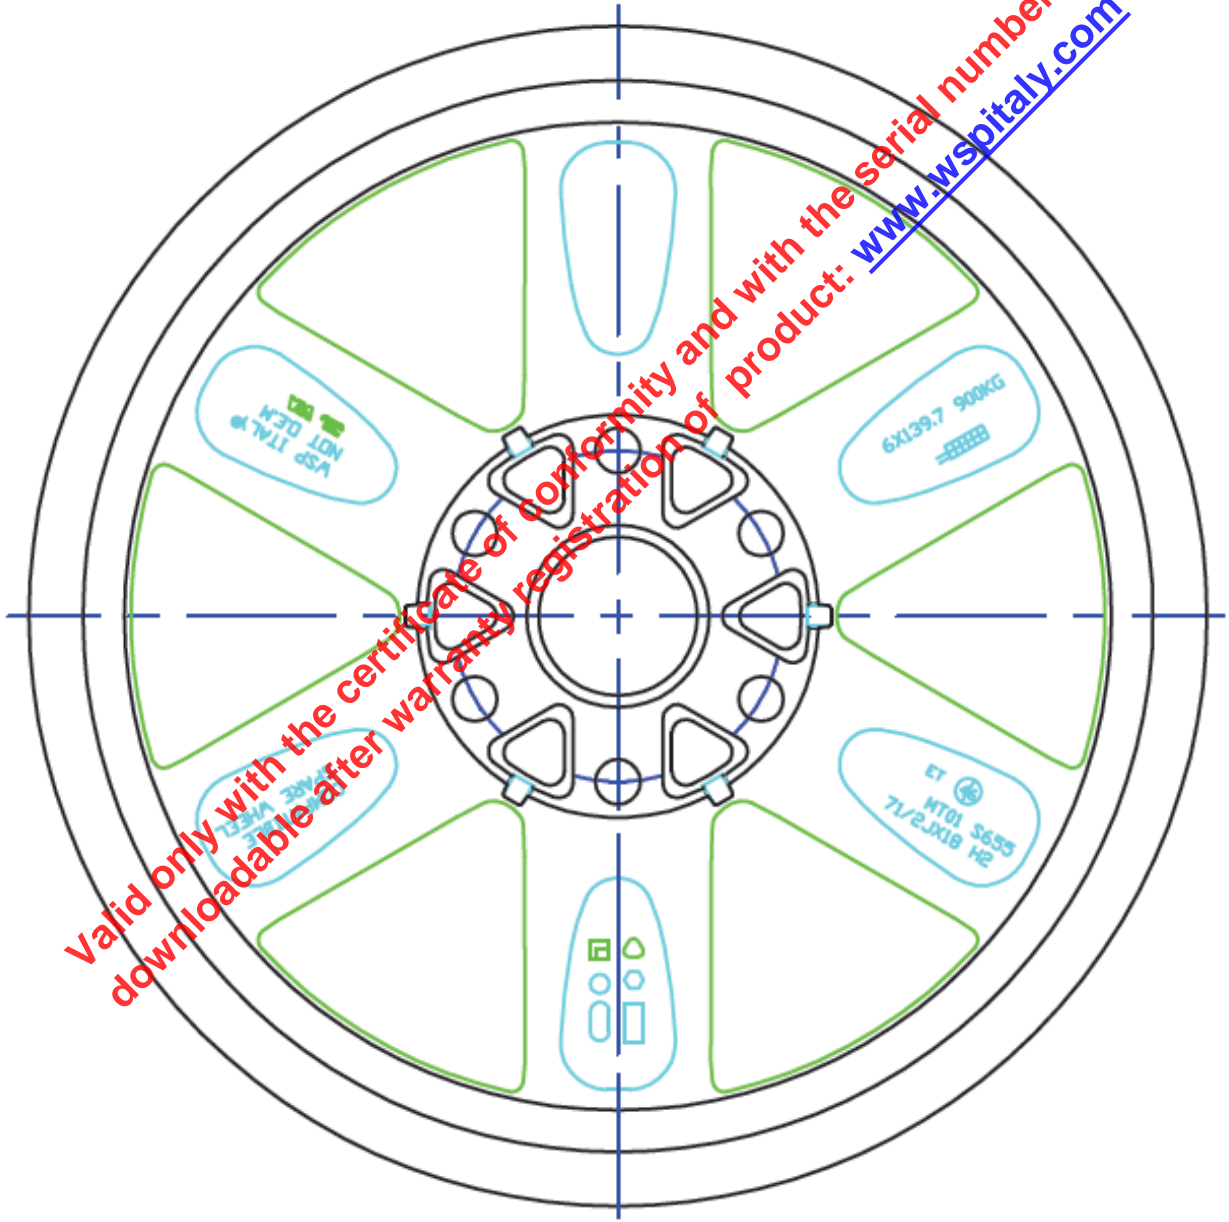 Valid only with the certificate of conformity and with the serial number
downloadable after warranty registration of product: www.wspitaly.com
WSP ITALY
NOT O.E.M
6X139.7 900KG
SPARE WHEEL
ET
MT01 S655
71/2JX18 H2